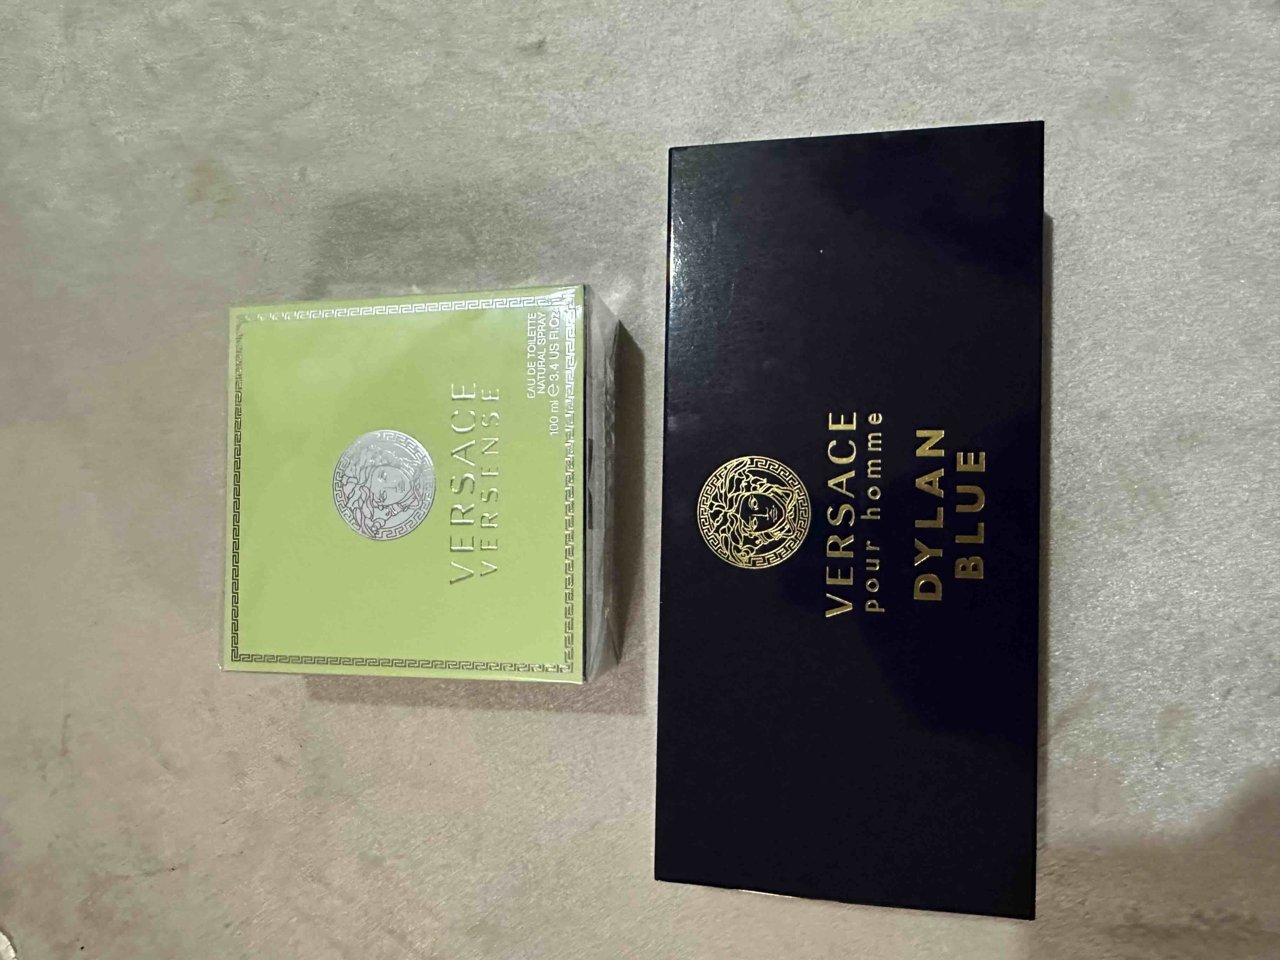 VERSACE
VERSENSE
EAU DE TOILETTE
NATURAL SPRAY
100 ml ℮ 3.4 US Fl.Oz.
VERSACE
pour homme
DYLAN
BLUE